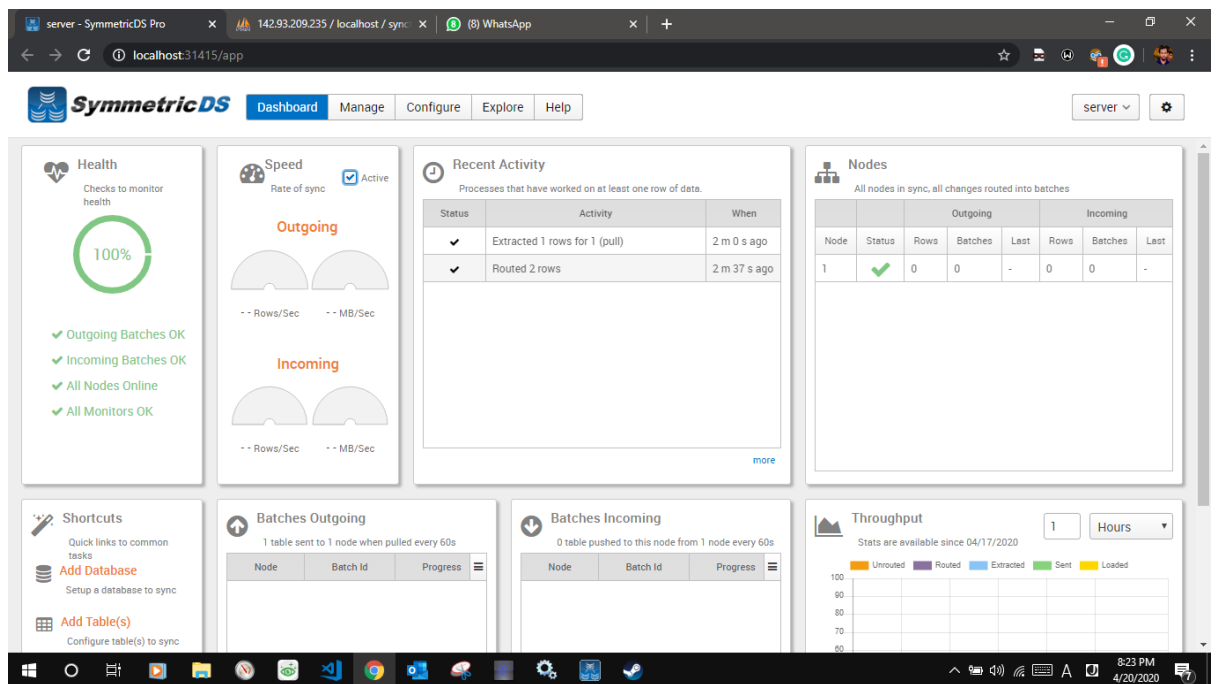 server - SymmetricDS Pro
142.93.209.235 / localhost / sync
(8) WhatsApp
localhost:31415/app
SymmetricDS
Dashboard Manage Configure Explore Help
server
Health
Checks to monitor
health
100%
Outgoing Batches OK
Incoming Batches OK
All Nodes Online
All Monitors OK
Speed
Rate of sync
Active
Outgoing
- - Rows/Sec - - MB/Sec
Incoming
- - Rows/Sec - - MB/Sec
Recent Activity
Processes that have worked on at least one row of data.
Status Activity When
Extracted 1 rows for 1 (pull) 2 m 0 s ago
Routed 2 rows 2 m 37 s ago
more
Nodes
All nodes in sync, all changes routed into batches
Outgoing Incoming
Node Status Rows Batches Last Rows Batches Last
1 0 0 - 0 0 -
Shortcuts
Quick links to common
tasks
Add Database
Setup a database to sync
Add Table(s)
Configure table(s) to sync
Batches Outgoing
1 table sent to 1 node when pulled every 60s
Node Batch Id Progress
Batches Incoming
0 table pushed to this node from 1 node every 60s
Node Batch Id Progress
Throughput
1 Hours
Stats are available since 04/17/2020
Unrouted Routed Extracted Sent Loaded
100
90
80
70
60
8:23 PM
4/20/2020
7